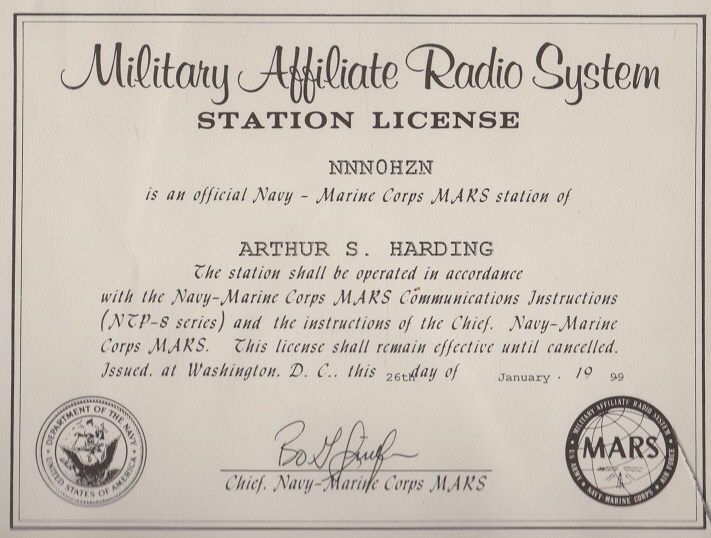 Military Affiliate Radio System
STATION LICENSE
NNN0HZN
is an official Navy - Marine Corps MARS station of
ARTHUR S. HARDING
The station shall be operated in accordance
with the Navy-Marine Corps MARS Communications Instructions
(NTP-8 series) and the instructions of the Chief. Navy-Marine
Corps MARS. This license shall remain effective until cancelled.
Issued, at Washington, D. C., this 26th day of January . 19 99
DEPARTMENT OF THE NAVY
UNITED STATES OF AMERICA
Chief, Navy-Marine Corps MARS
MILITARY AFFILIATE RADIO SYSTEM
MARS
US ARMY
NAVY-MARINE CORPS
AIR FORCE